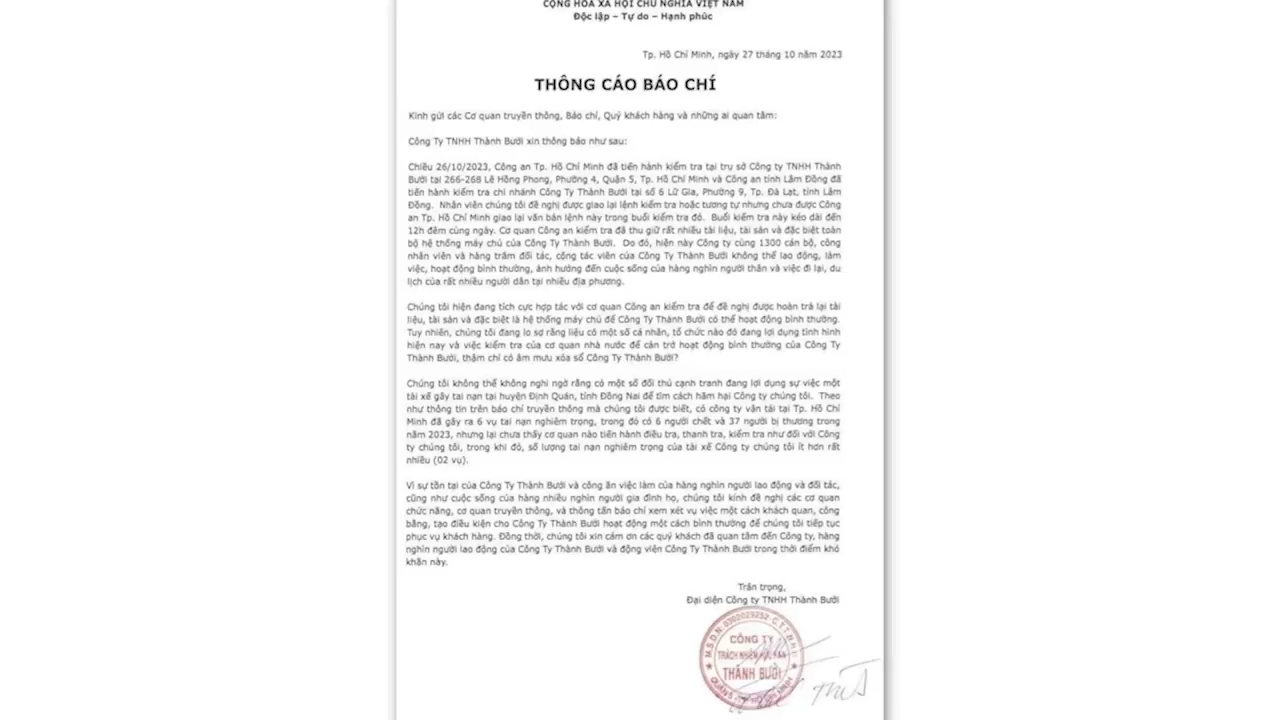 CỘNG HÒA XÃ HỘI CHỦ NGHĨA VIỆT NAM
Độc lập – Tự do – Hạnh phúc
Tp. Hồ Chí Minh, ngày 27 tháng 10 năm 2023
THÔNG CÁO BÁO CHÍ
Kính gửi các Cơ quan truyền thông, Báo chí, Quý khách hàng và những ai quan tâm:
Công Ty TNHH Thành Bưởi xin thông báo như sau:
Chiều 26/10/2023, Công an Tp. Hồ Chí Minh đã tiến hành kiểm tra tại trụ sở Công ty TNHH Thành
Bưởi tại 266-268 Lê Hồng Phong, Phường 4, Quận 5, Tp. Hồ Chí Minh và Công an tỉnh Lâm Đồng đã
tiến hành kiểm tra chi nhánh Công Ty Thành Bưởi tại số 6 Lữ Gia, Phường 9, Tp. Đà Lạt, tỉnh Lâm
Đồng. Nhân viên chúng tôi đề nghị được giao lại lệnh kiểm tra hoặc tương tự nhưng chưa được Công
an Tp. Hồ Chí Minh giao lại văn bản lệnh này trong buổi kiểm tra đó. Buổi kiểm tra này kéo dài đến
12h đêm cùng ngày. Cơ quan Công an kiểm tra đã thu giữ rất nhiều tài liệu, tài sản và đặc biệt toàn
bộ hệ thống máy chủ của Công Ty Thành Bưởi. Do đó, hiện này Công ty cùng 1300 cán bộ, công
nhân viên và hàng trăm đối tác, cộng tác viên của Công Ty Thành Bưởi không thể lao động, làm
việc, hoạt động bình thường, ảnh hưởng đến cuộc sống của hàng nghìn người thân và việc đi lại, du
lịch của rất nhiều người dân tại nhiều địa phương.
Chúng tôi hiện đang tích cực hợp tác với cơ quan Công an kiểm tra để đề nghị được hoàn trả lại tài
liệu, tài sản và đặc biệt là hệ thống máy chủ để Công Ty Thành Bưởi có thể hoạt động bình thường.
Tuy nhiên, chúng tôi đang lo sợ rằng liệu có một số cá nhân, tổ chức nào đó đang lợi dụng tình hình
hiện nay và việc kiểm tra của cơ quan nhà nước để cản trở hoạt động bình thường của Công Ty
Thành Bưởi, thậm chí có âm mưu xóa sổ Công Ty Thành Bưởi?
Chúng tôi không thể không nghi ngờ rằng có một số đối thủ cạnh tranh đang lợi dụng sự việc một
tài xế gây tai nạn tại huyện Định Quán, tỉnh Đồng Nai để tìm cách hãm hại Công ty chúng tôi. Theo
như thông tin trên báo chí truyền thông mà chúng tôi được biết, có công ty vận tải tại Tp. Hồ Chí
Minh đã gây ra 6 vụ tai nạn nghiêm trọng, trong đó có 6 người chết và 37 người bị thương trong
năm 2023, nhưng lại chưa thấy cơ quan nào tiến hành điều tra, thanh tra, kiểm tra như đối với Công
ty chúng tôi, trong khi đó, số lượng tai nạn nghiêm trọng của tài xế Công ty chúng tôi ít hơn rất
nhiều (02 vụ).
Vì sự tồn tại của Công Ty Thành Bưởi và công ăn việc làm của hàng nghìn người lao động và đối tác,
cũng như cuộc sống của hàng nhiều nghìn người gia đình họ, chúng tôi kính đề nghị các cơ quan
chức năng, cơ quan truyền thông, và thông tấn báo chí xem xét vụ việc một cách khách quan, công
bằng, tạo điều kiện cho Công Ty Thành Bưởi hoạt động một cách bình thường để chúng tôi tiếp tục
phục vụ khách hàng. Đồng thời, chúng tôi xin cám ơn các quý khách đã quan tâm đến Công ty, hàng
nghìn người lao động của Công Ty Thành Bưởi và động viên Công Ty Thành Bưởi trong thời điểm khó
khăn này.
Trân trọng,
Đại diện Công ty TNHH Thành Bưởi
M.S.D.N: 0302029252-C.T.T.N.H.H
CÔNG TY
TRÁCH NHIỆM HỮU HẠN
THÀNH BƯỞI